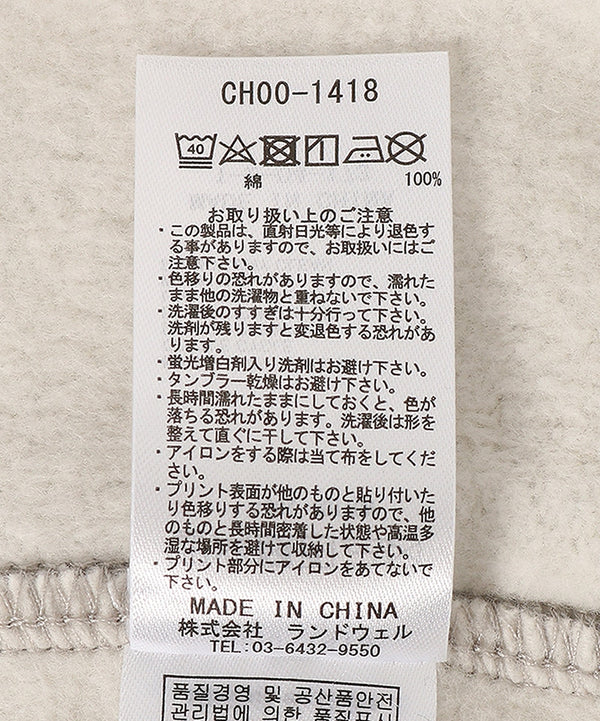 CH00-1418
40
綿 100%
お取り扱い上のご注意
・この製品は、直射日光等により退色す
る事がありますので、お取扱いにはご
注意下さい。
・色移りの恐れがありますので、濡れた
まま他の洗濯物と重ねないで下さい。
・洗濯後のすすぎは十分行って下さい。
洗剤が残りますと変退色する恐れがあ
ります。
・蛍光増白剤入り洗剤はお避け下さい。
・タンブラー乾燥はお避け下さい。
・長時間濡れたままにしておくと、色が
落ちる恐れがあります。洗濯後は形を
整えて直ぐに干して下さい。
・アイロンをする際は当て布をしてくだ
さい。
・プリント表面が他のものと貼り付いた
り色移りする恐れがありますので、他
のものと長時間密着した状態や高温多
湿な場所を避けて収納して下さい。
・プリント部分にアイロンをあてないで
下さい。
MADE IN CHINA
株式会社 ランドウェル
TEL:03-6432-9550
품질경영 및 공산품안전
관리법에 의한 품질표시